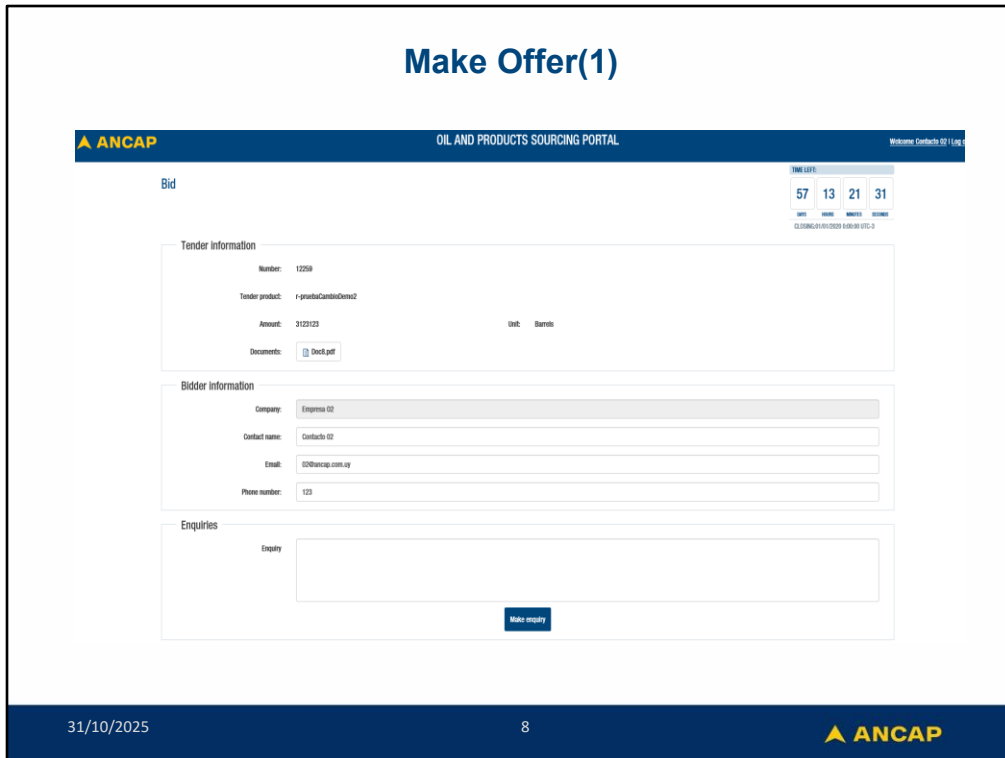 Make Offer(1)
ANCAP
OIL AND PRODUCTS SOURCING PORTAL
Welcome Contacto 02 | Log
TIME LEFT:
57 13 21 31
DAYS HOURS MINUTES SECONDS
CLOSING:01/01/2020 0:00:00 UTC-3
Bid
Tender information
Number: 12259
Tender product: r-pruebaCambioDemo2
Amount: 3123123 Unit: Barrels
Documents: Doc8.pdf
Bidder information
Company: Empresa 02
Contact name: Contacto 02
Email: 02@ancap.com.uy
Phone number: 123
Enquiries
Enquiry
Make enquiry
31/10/2025 8 ANCAP